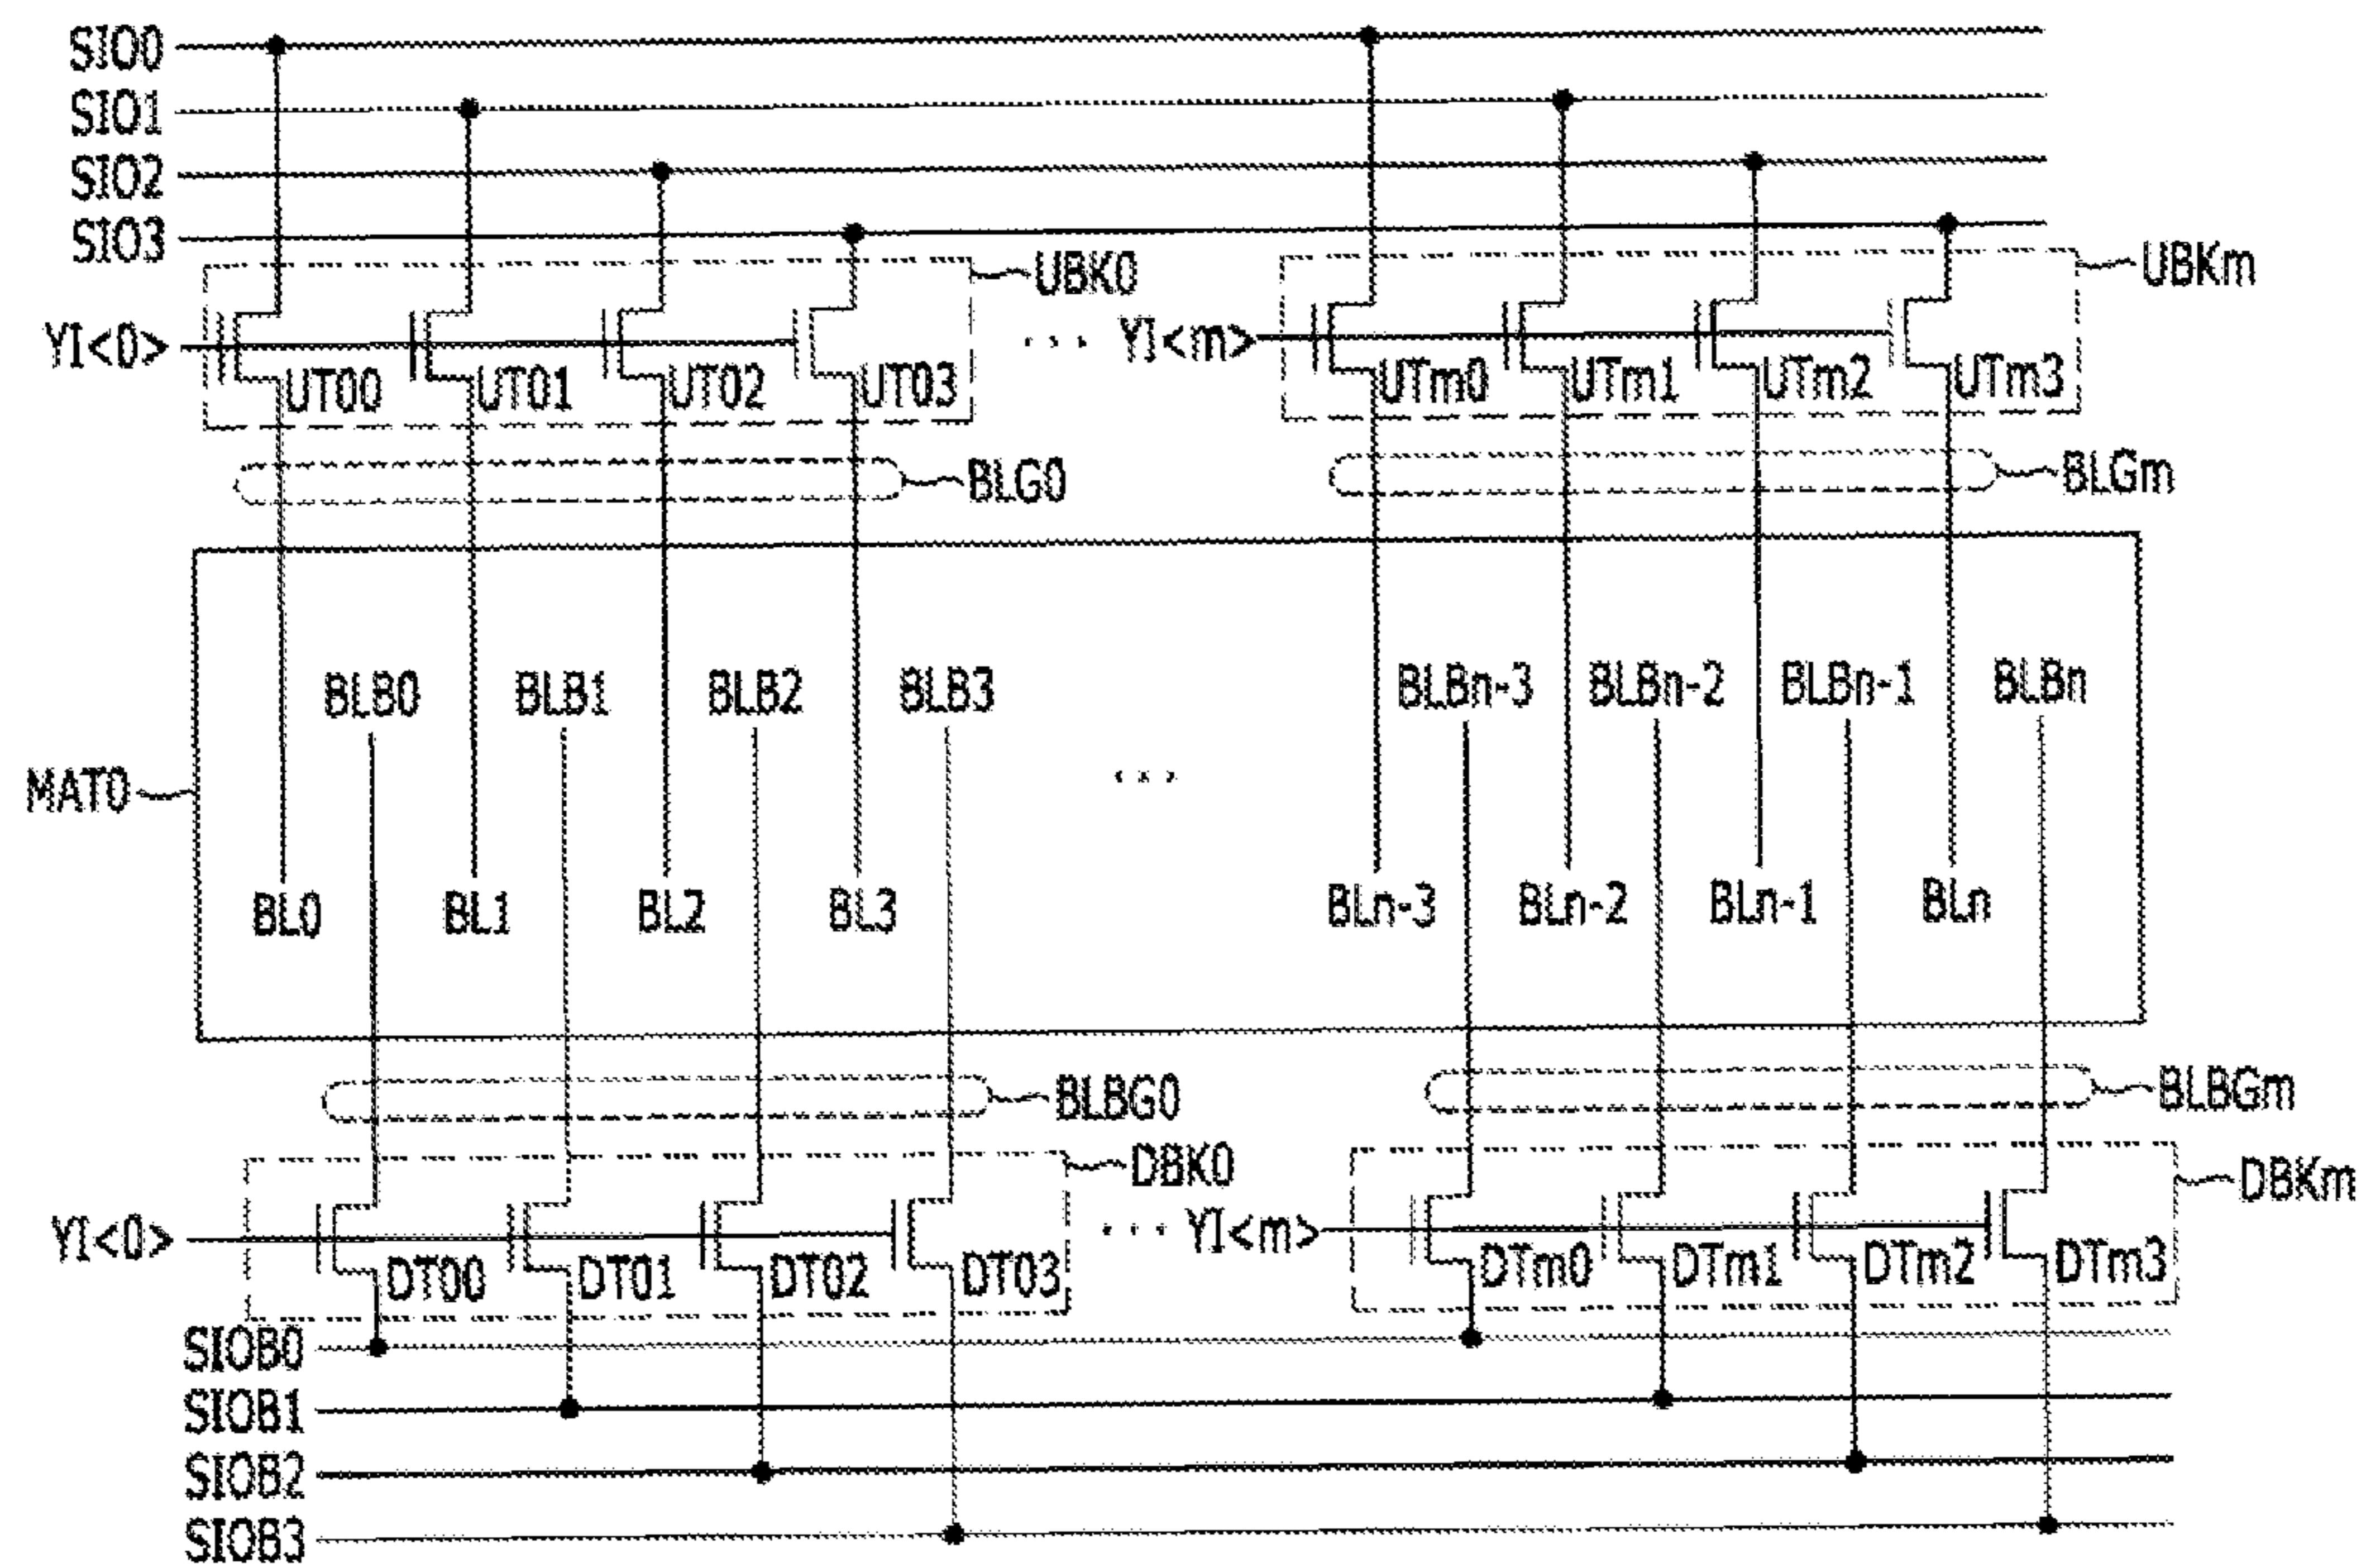 SIO0
SIO1
SIO2
SIO3
UBK0
UBKm
YI<0>
... YI<m>
UT00 UT01 UT02 UT03
UTm0 UTm1 UTm2 UTm3
BLG0
BLGm
BLB0 BLB1 BLB2 BLB3
BLBn-3 BLBn-2 BLBn-1 BLBn
MAT0
...
BL0 BL1 BL2 BL3
BLn-3 BLn-2 BLn-1 BLn
BLBG0
BLBGm
DBK0
DBKm
YI<0>
... YI<m>
DT00 DT01 DT02 DT03
DTm0 DTm1 DTm2 DTm3
SIOB0
SIOB1
SIOB2
SIOB3